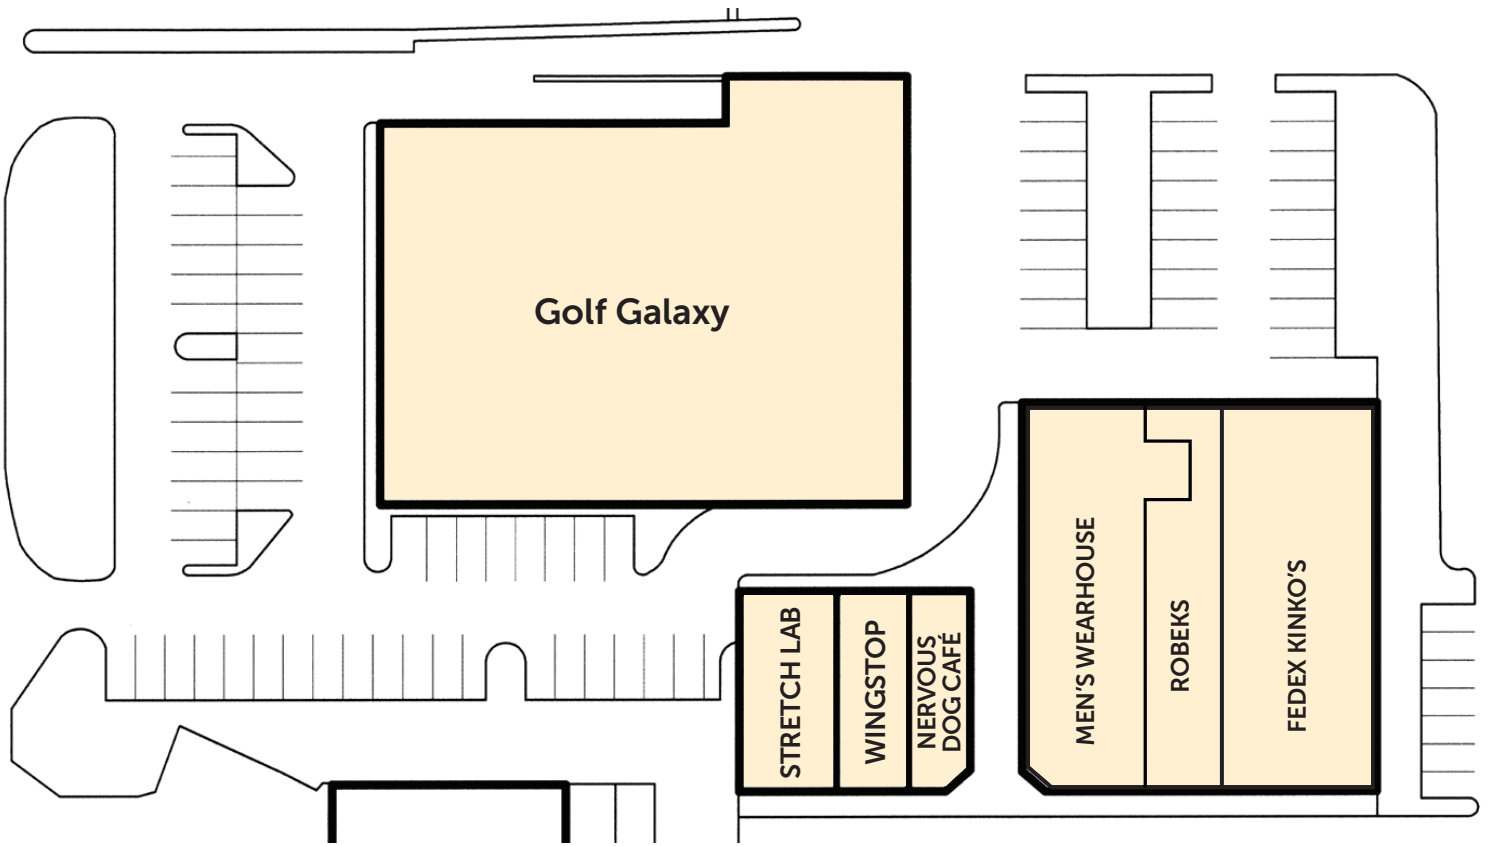 Golf Galaxy
STRETCH LAB
WINGSTOP
NERVOUS
DOG CAFÉ
MEN'S WEARHOUSE
ROBEKS
FEDEX KINKO'S